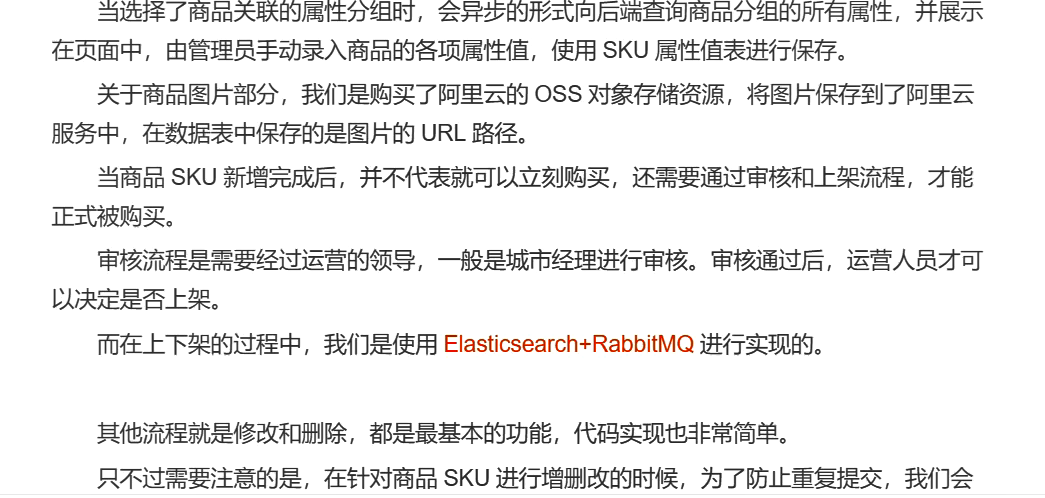 当选择了商品关联的属性分组时，会异步的形式向后端查询商品分组的所有属性，并展示
在页面中，由管理员手动录入商品的各项属性值，使用 SKU 属性值表进行保存。
关于商品图片部分，我们是购买了阿里云的 OSS 对象存储资源，将图片保存到了阿里云
服务中，在数据表中保存的是图片的 URL 路径。
当商品 SKU 新增完成后，并不代表就可以立刻购买，还需要通过审核和上架流程，才能
正式被购买。
审核流程是需要经过运营的领导，一般是城市经理进行审核。审核通过后，运营人员才可
以决定是否上架。
而在上下架的过程中，我们是使用 Elasticsearch+RabbitMQ 进行实现的。
其他流程就是修改和删除，都是最基本的功能，代码实现也非常简单。
只不过需要注意的是，在针对商品 SKU 进行增删改的时候，为了防止重复提交，我们会